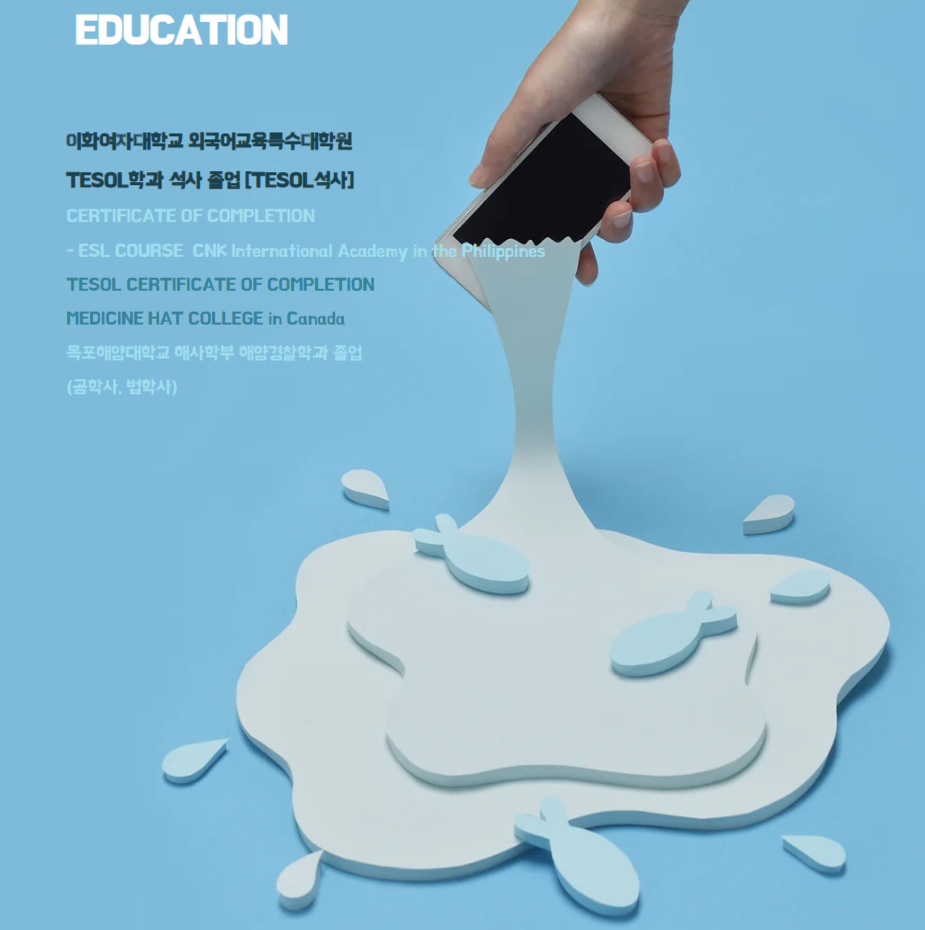 EDUCATION
이화여자대학교 외국어교육특수대학원
TESOL학과 석사 졸업 [TESOL석사]
CERTIFICATE OF COMPLETION
- ESL COURSE CNK International Academy in the Philippines
TESOL CERTIFICATE OF COMPLETION
MEDICINE HAT COLLEGE in Canada
목포해양대학교 해사학부 해양경찰학과 졸업
(공학사, 법학사)